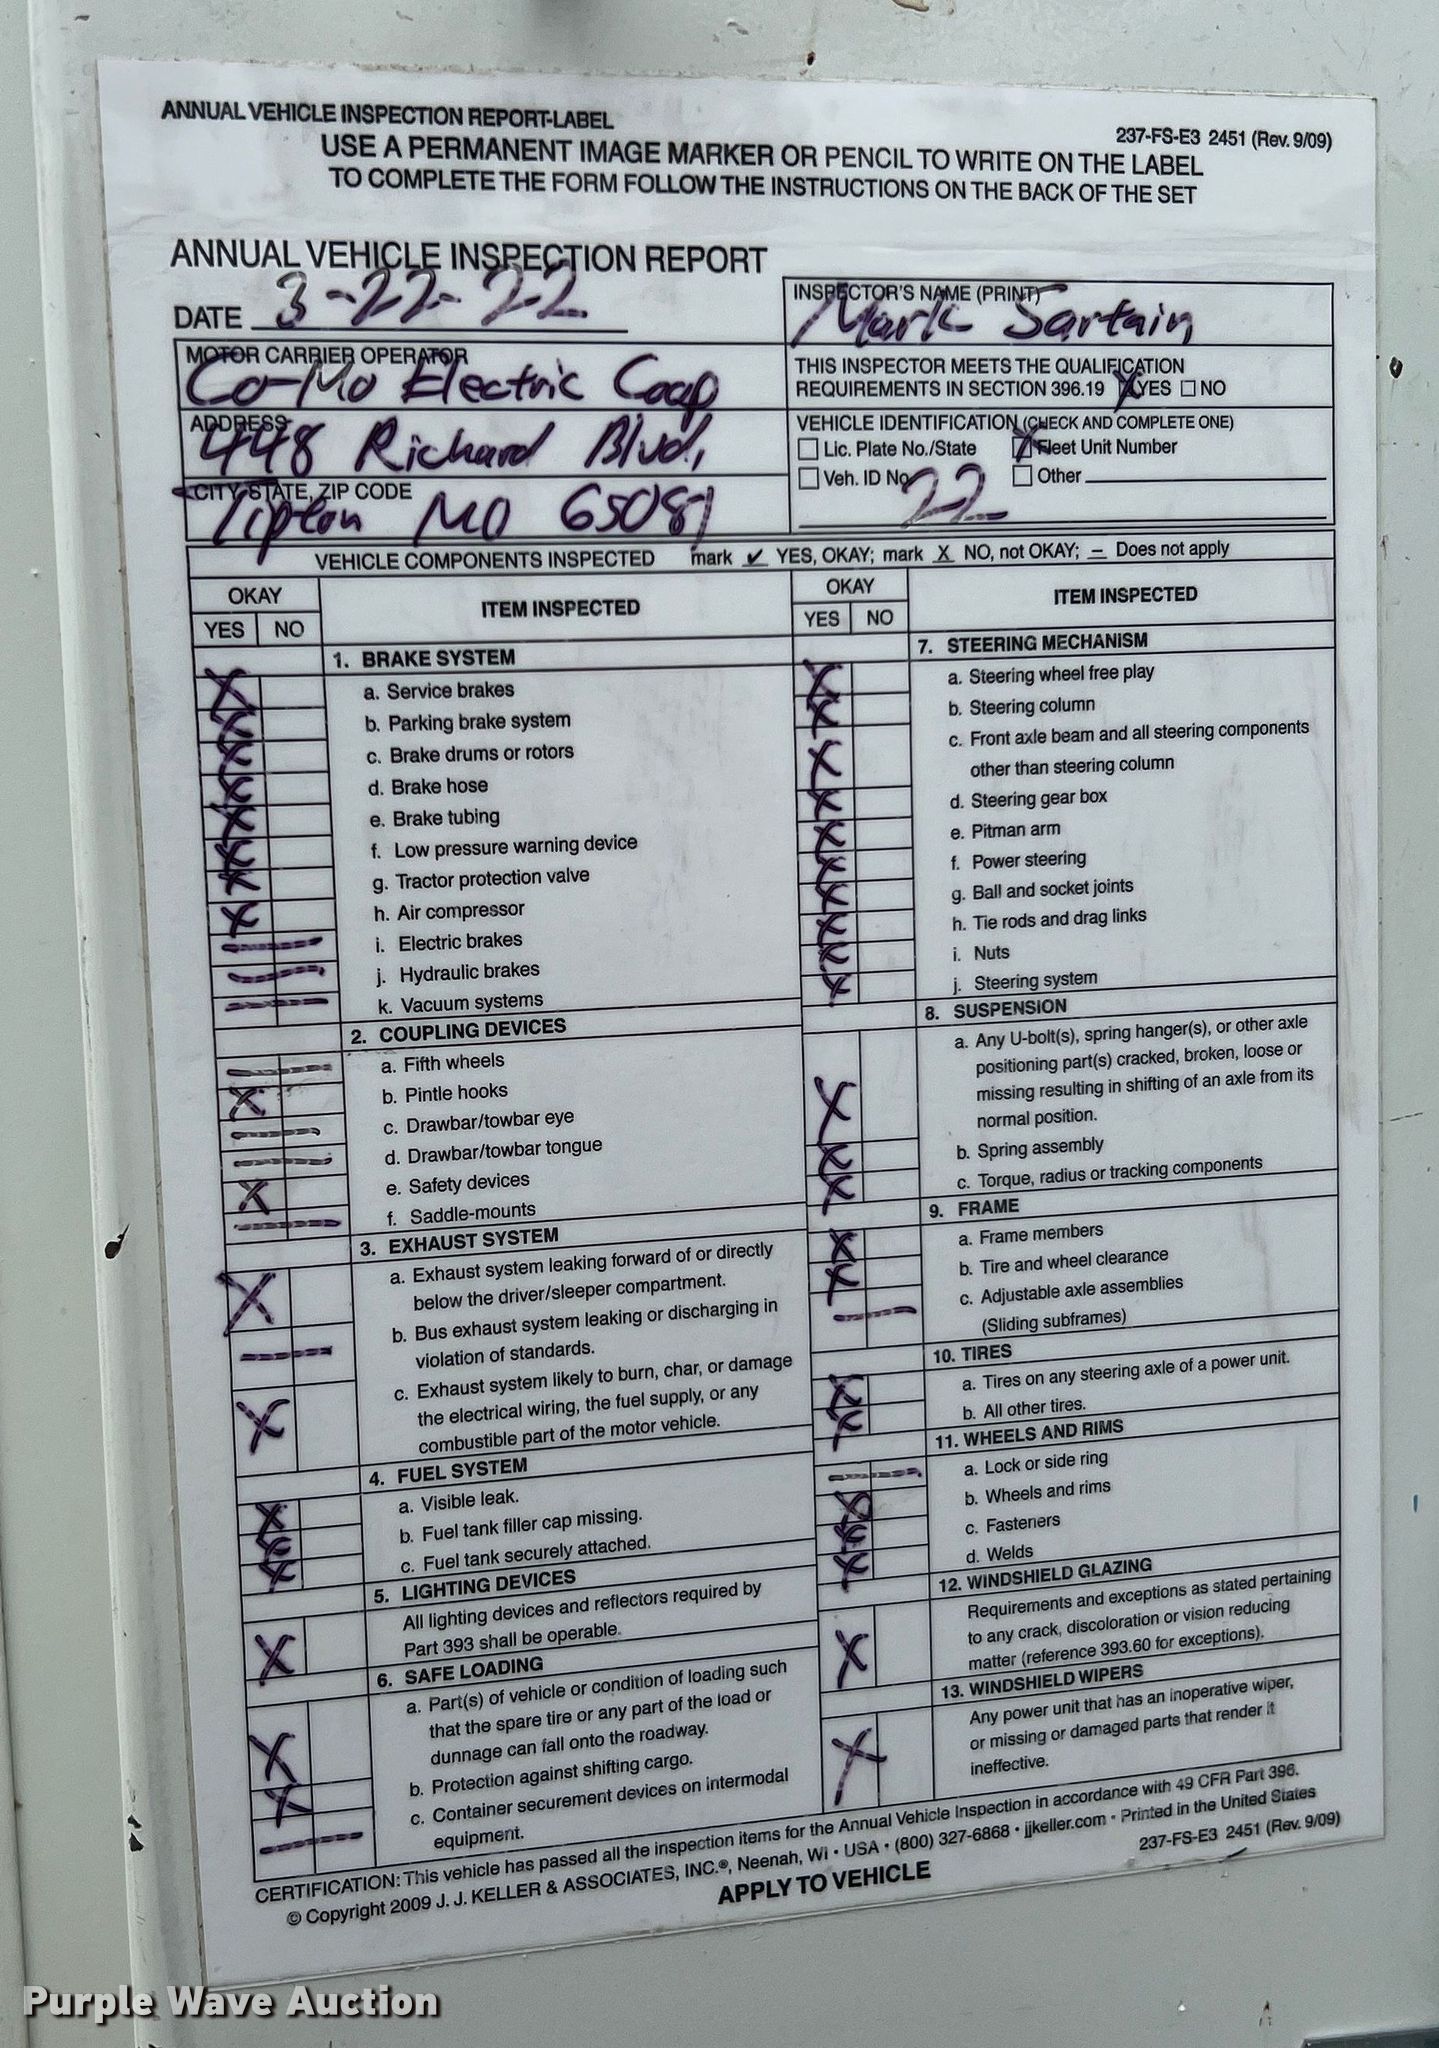 ANNUAL VEHICLE INSPECTION REPORT-LABEL
237-FS-E3 2451 (Rev. 9/09)
USE A PERMANENT IMAGE MARKER OR PENCIL TO WRITE ON THE LABEL
TO COMPLETE THE FORM FOLLOW THE INSTRUCTIONS ON THE BACK OF THE SET
ANNUAL VEHICLE INSPECTION REPORT
DATE 3-22-22
INSPECTOR'S NAME (PRINT)
Mark Sartain
MOTOR CARRIER OPERATOR
Co-Mo Electric Coop
THIS INSPECTOR MEETS THE QUALIFICATION
REQUIREMENTS IN SECTION 396.19 X YES ☐ NO
ADDRESS
448 Richard Blvd,
VEHICLE IDENTIFICATION (CHECK AND COMPLETE ONE)
☐ Lic. Plate No./State X Fleet Unit Number
☐ Veh. ID No. ☐ Other
22
CITY, STATE, ZIP CODE
Tipton MO 65081
VEHICLE COMPONENTS INSPECTED mark ✓ YES, OKAY; mark X NO, not OKAY; – Does not apply
OKAY
YES NO
ITEM INSPECTED
1. BRAKE SYSTEM
X a. Service brakes
X b. Parking brake system
X c. Brake drums or rotors
X d. Brake hose
X e. Brake tubing
X f. Low pressure warning device
X g. Tractor protection valve
X h. Air compressor
— i. Electric brakes
— j. Hydraulic brakes
— k. Vacuum systems
2. COUPLING DEVICES
— a. Fifth wheels
X b. Pintle hooks
— c. Drawbar/towbar eye
— d. Drawbar/towbar tongue
X e. Safety devices
— f. Saddle-mounts
3. EXHAUST SYSTEM
X a. Exhaust system leaking forward of or directly
below the driver/sleeper compartment.
— b. Bus exhaust system leaking or discharging in
violation of standards.
X c. Exhaust system likely to burn, char, or damage
the electrical wiring, the fuel supply, or any
combustible part of the motor vehicle.
4. FUEL SYSTEM
X a. Visible leak.
X b. Fuel tank filler cap missing.
X c. Fuel tank securely attached.
5. LIGHTING DEVICES
X All lighting devices and reflectors required by
Part 393 shall be operable.
6. SAFE LOADING
X a. Part(s) of vehicle or condition of loading such
that the spare tire or any part of the load or
dunnage can fall onto the roadway.
X b. Protection against shifting cargo.
— c. Container securement devices on intermodal
equipment.
OKAY
YES NO
ITEM INSPECTED
7. STEERING MECHANISM
X a. Steering wheel free play
X b. Steering column
X c. Front axle beam and all steering components
other than steering column
X d. Steering gear box
X e. Pitman arm
X f. Power steering
X g. Ball and socket joints
X h. Tie rods and drag links
X i. Nuts
X j. Steering system
8. SUSPENSION
X a. Any U-bolt(s), spring hanger(s), or other axle
positioning part(s) cracked, broken, loose or
missing resulting in shifting of an axle from its
normal position.
X b. Spring assembly
X c. Torque, radius or tracking components
9. FRAME
X a. Frame members
X b. Tire and wheel clearance
— c. Adjustable axle assemblies
(Sliding subframes)
10. TIRES
X a. Tires on any steering axle of a power unit.
X b. All other tires.
11. WHEELS AND RIMS
— a. Lock or side ring
X b. Wheels and rims
X c. Fasteners
X d. Welds
12. WINDSHIELD GLAZING
X Requirements and exceptions as stated pertaining
to any crack, discoloration or vision reducing
matter (reference 393.60 for exceptions).
13. WINDSHIELD WIPERS
X Any power unit that has an inoperative wiper,
or missing or damaged parts that render it
ineffective.
CERTIFICATION: This vehicle has passed all the inspection items for the Annual Vehicle Inspection in accordance with 49 CFR Part 396.
© Copyright 2009 J. J. KELLER & ASSOCIATES, INC.®, Neenah, WI • USA • (800) 327-6868 • jjkeller.com • Printed in the United States
237-FS-E3 2451 (Rev. 9/09)
APPLY TO VEHICLE
Purple Wave Auction